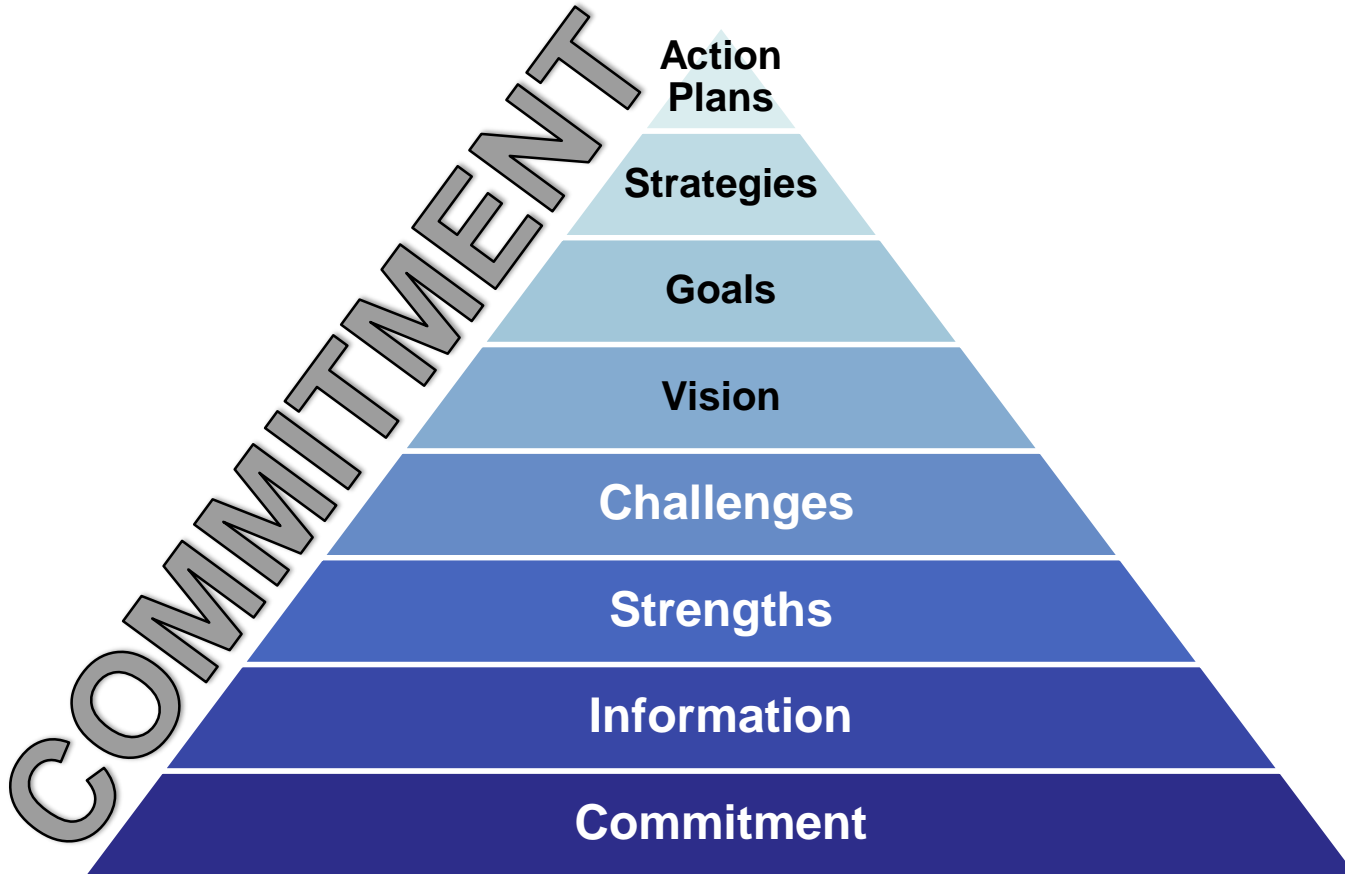 COMMITMENT
Action
Plans
Strategies
Goals
Vision
Challenges
Strengths
Information
Commitment